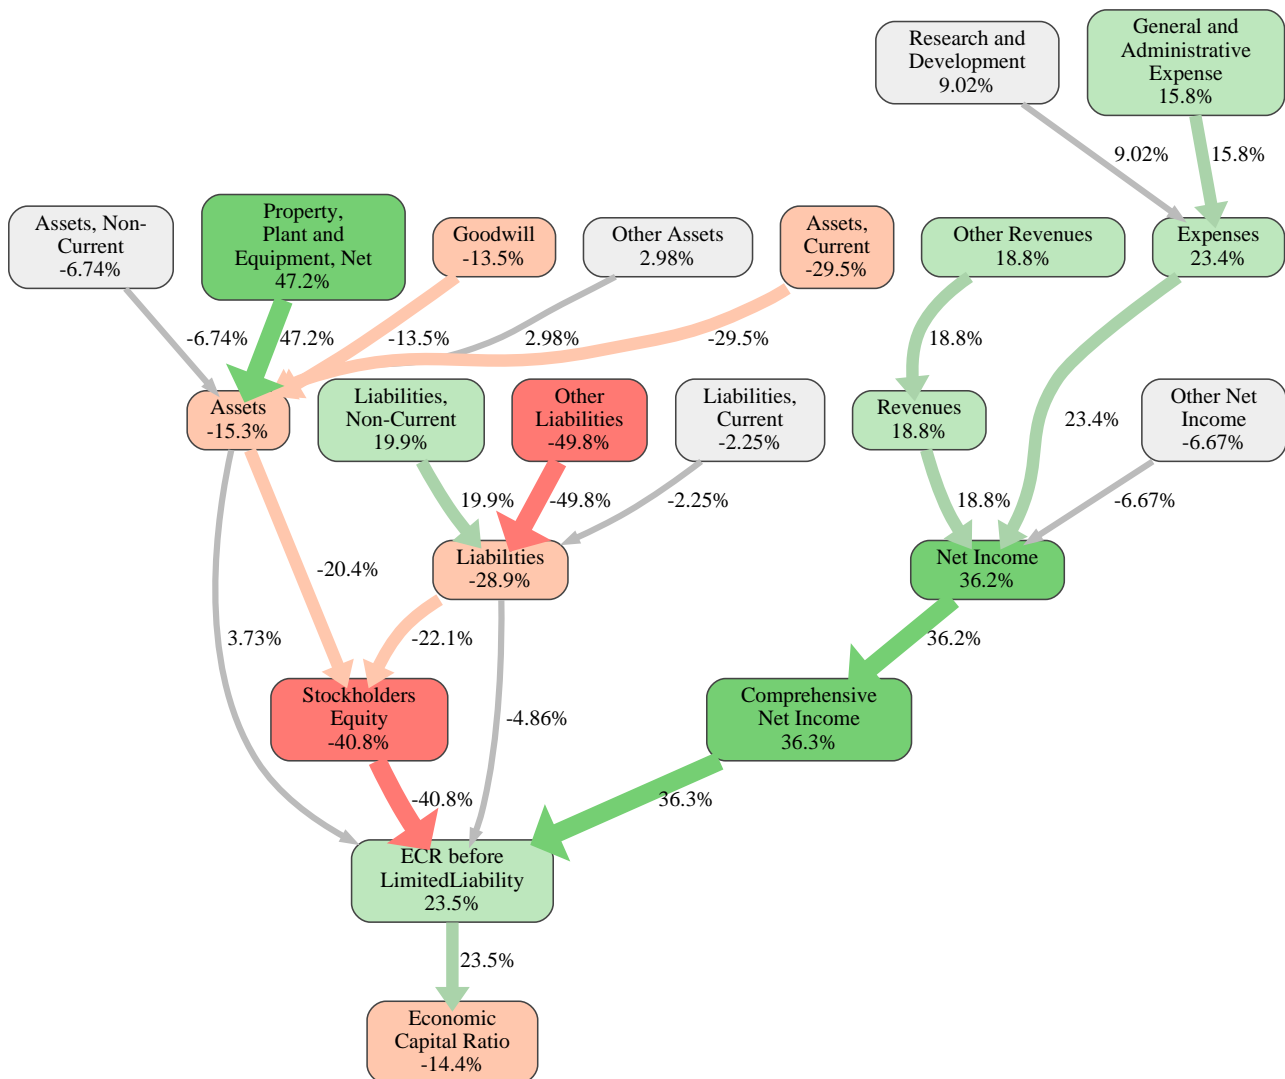 Research and
Development
9.02%
General and
Administrative
Expense
15.8%
9.02%
15.8%
Assets, Non-
Current
-6.74%
Property,
Plant and
Equipment, Net
47.2%
Goodwill
-13.5%
Other Assets
2.98%
Assets,
Current
-29.5%
Other Revenues
18.8%
Expenses
23.4%
-6.74%
47.2%
-13.5%
2.98%
-29.5%
18.8%
Assets
-15.3%
Liabilities,
Non-Current
19.9%
Other
Liabilities
-49.8%
Liabilities,
Current
-2.25%
Revenues
18.8%
23.4%
Other Net
Income
-6.67%
19.9%
-49.8%
-2.25%
18.8%
-6.67%
-20.4%
Liabilities
-28.9%
Net Income
36.2%
3.73%
-22.1%
36.2%
Stockholders
Equity
-40.8%
-4.86%
Comprehensive
Net Income
36.3%
-40.8%
36.3%
ECR before
LimitedLiability
23.5%
23.5%
Economic
Capital Ratio
-14.4%